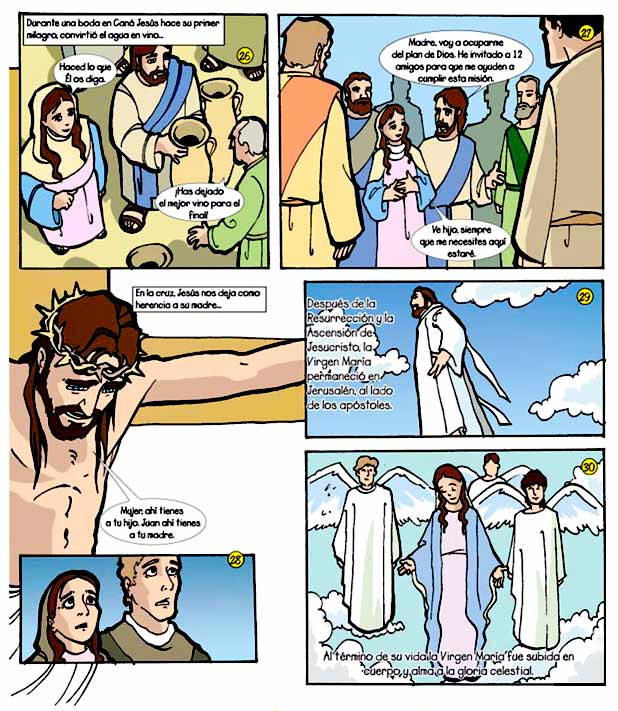 Durante una boda en Caná Jesús hace su primer
milagro, convirtió el agua en vino...
26
Haced lo que
Él os diga.
¡Has dejado
el mejor vino para el
final!
27
Madre, voy a ocuparme
del plan de Dios. He invitado a 12
amigos para que me ayuden a
cumplir esta misión.
Ve hijo, siempre
que me necesites aquí
estaré.
En la cruz, Jesús nos deja como
herencia a su madre...
Mujer, ahí tienes
a tu hijo. Juan ahí tienes
a tu madre.
28
29
Después de la
Resurrección y la
Ascensión de
Jesucristo, la
Virgen María
permaneció en
Jerusalén, al lado
de los apóstoles.
30
Al término de su vida la Virgen María fue subida en
cuerpo y alma a la gloria celestial.